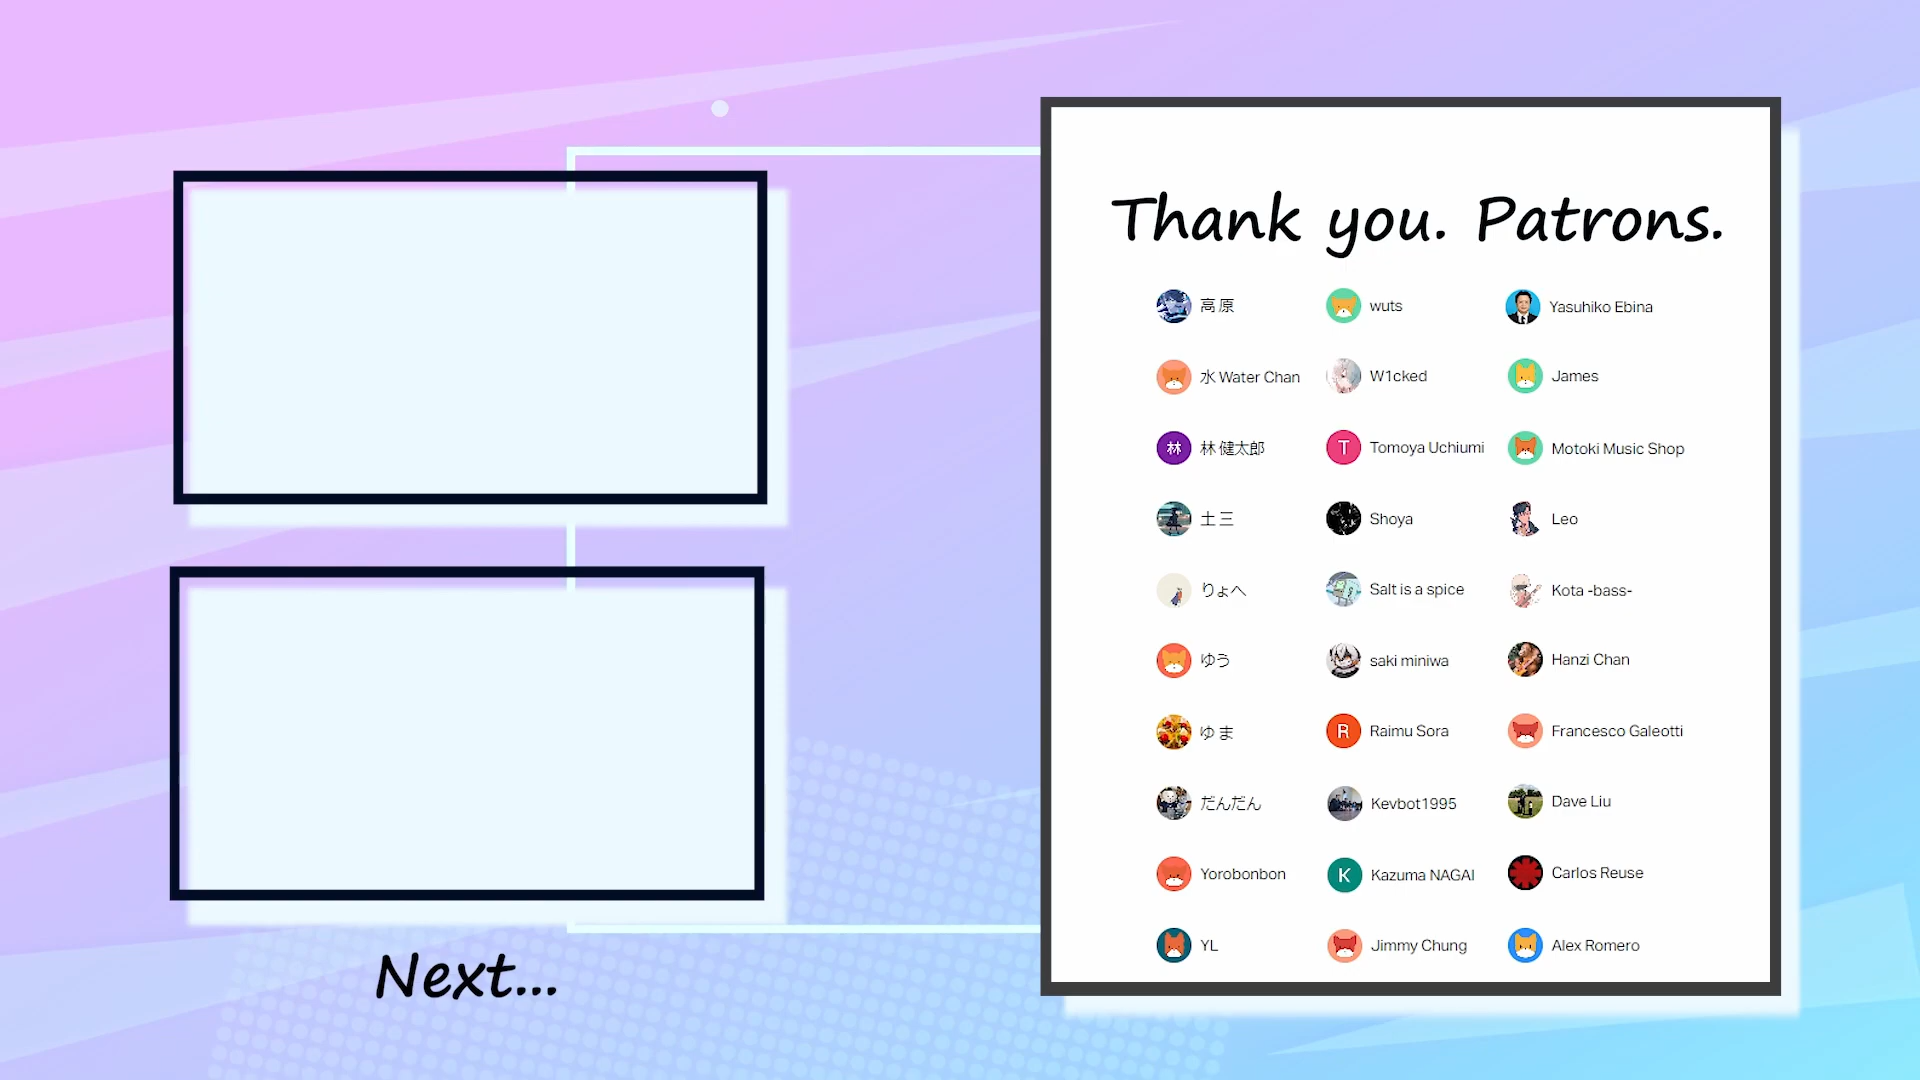 Thank you. Patrons.
高原 wuts Yasuhiko Ebina
水 Water Chan W1cked James
林 林 健太郎 T Tomoya Uchiumi Motoki Music Shop
土 三 Shoya Leo
りょへ Salt is a spice Kota -bass-
ゆう saki miniwa Hanzi Chan
ゆ ま R Raimu Sora Francesco Galeotti
だんだん Kevbot1995 Dave Liu
Yorobonbon K Kazuma NAGAI Carlos Reuse
YL Jimmy Chung Alex Romero
Next...